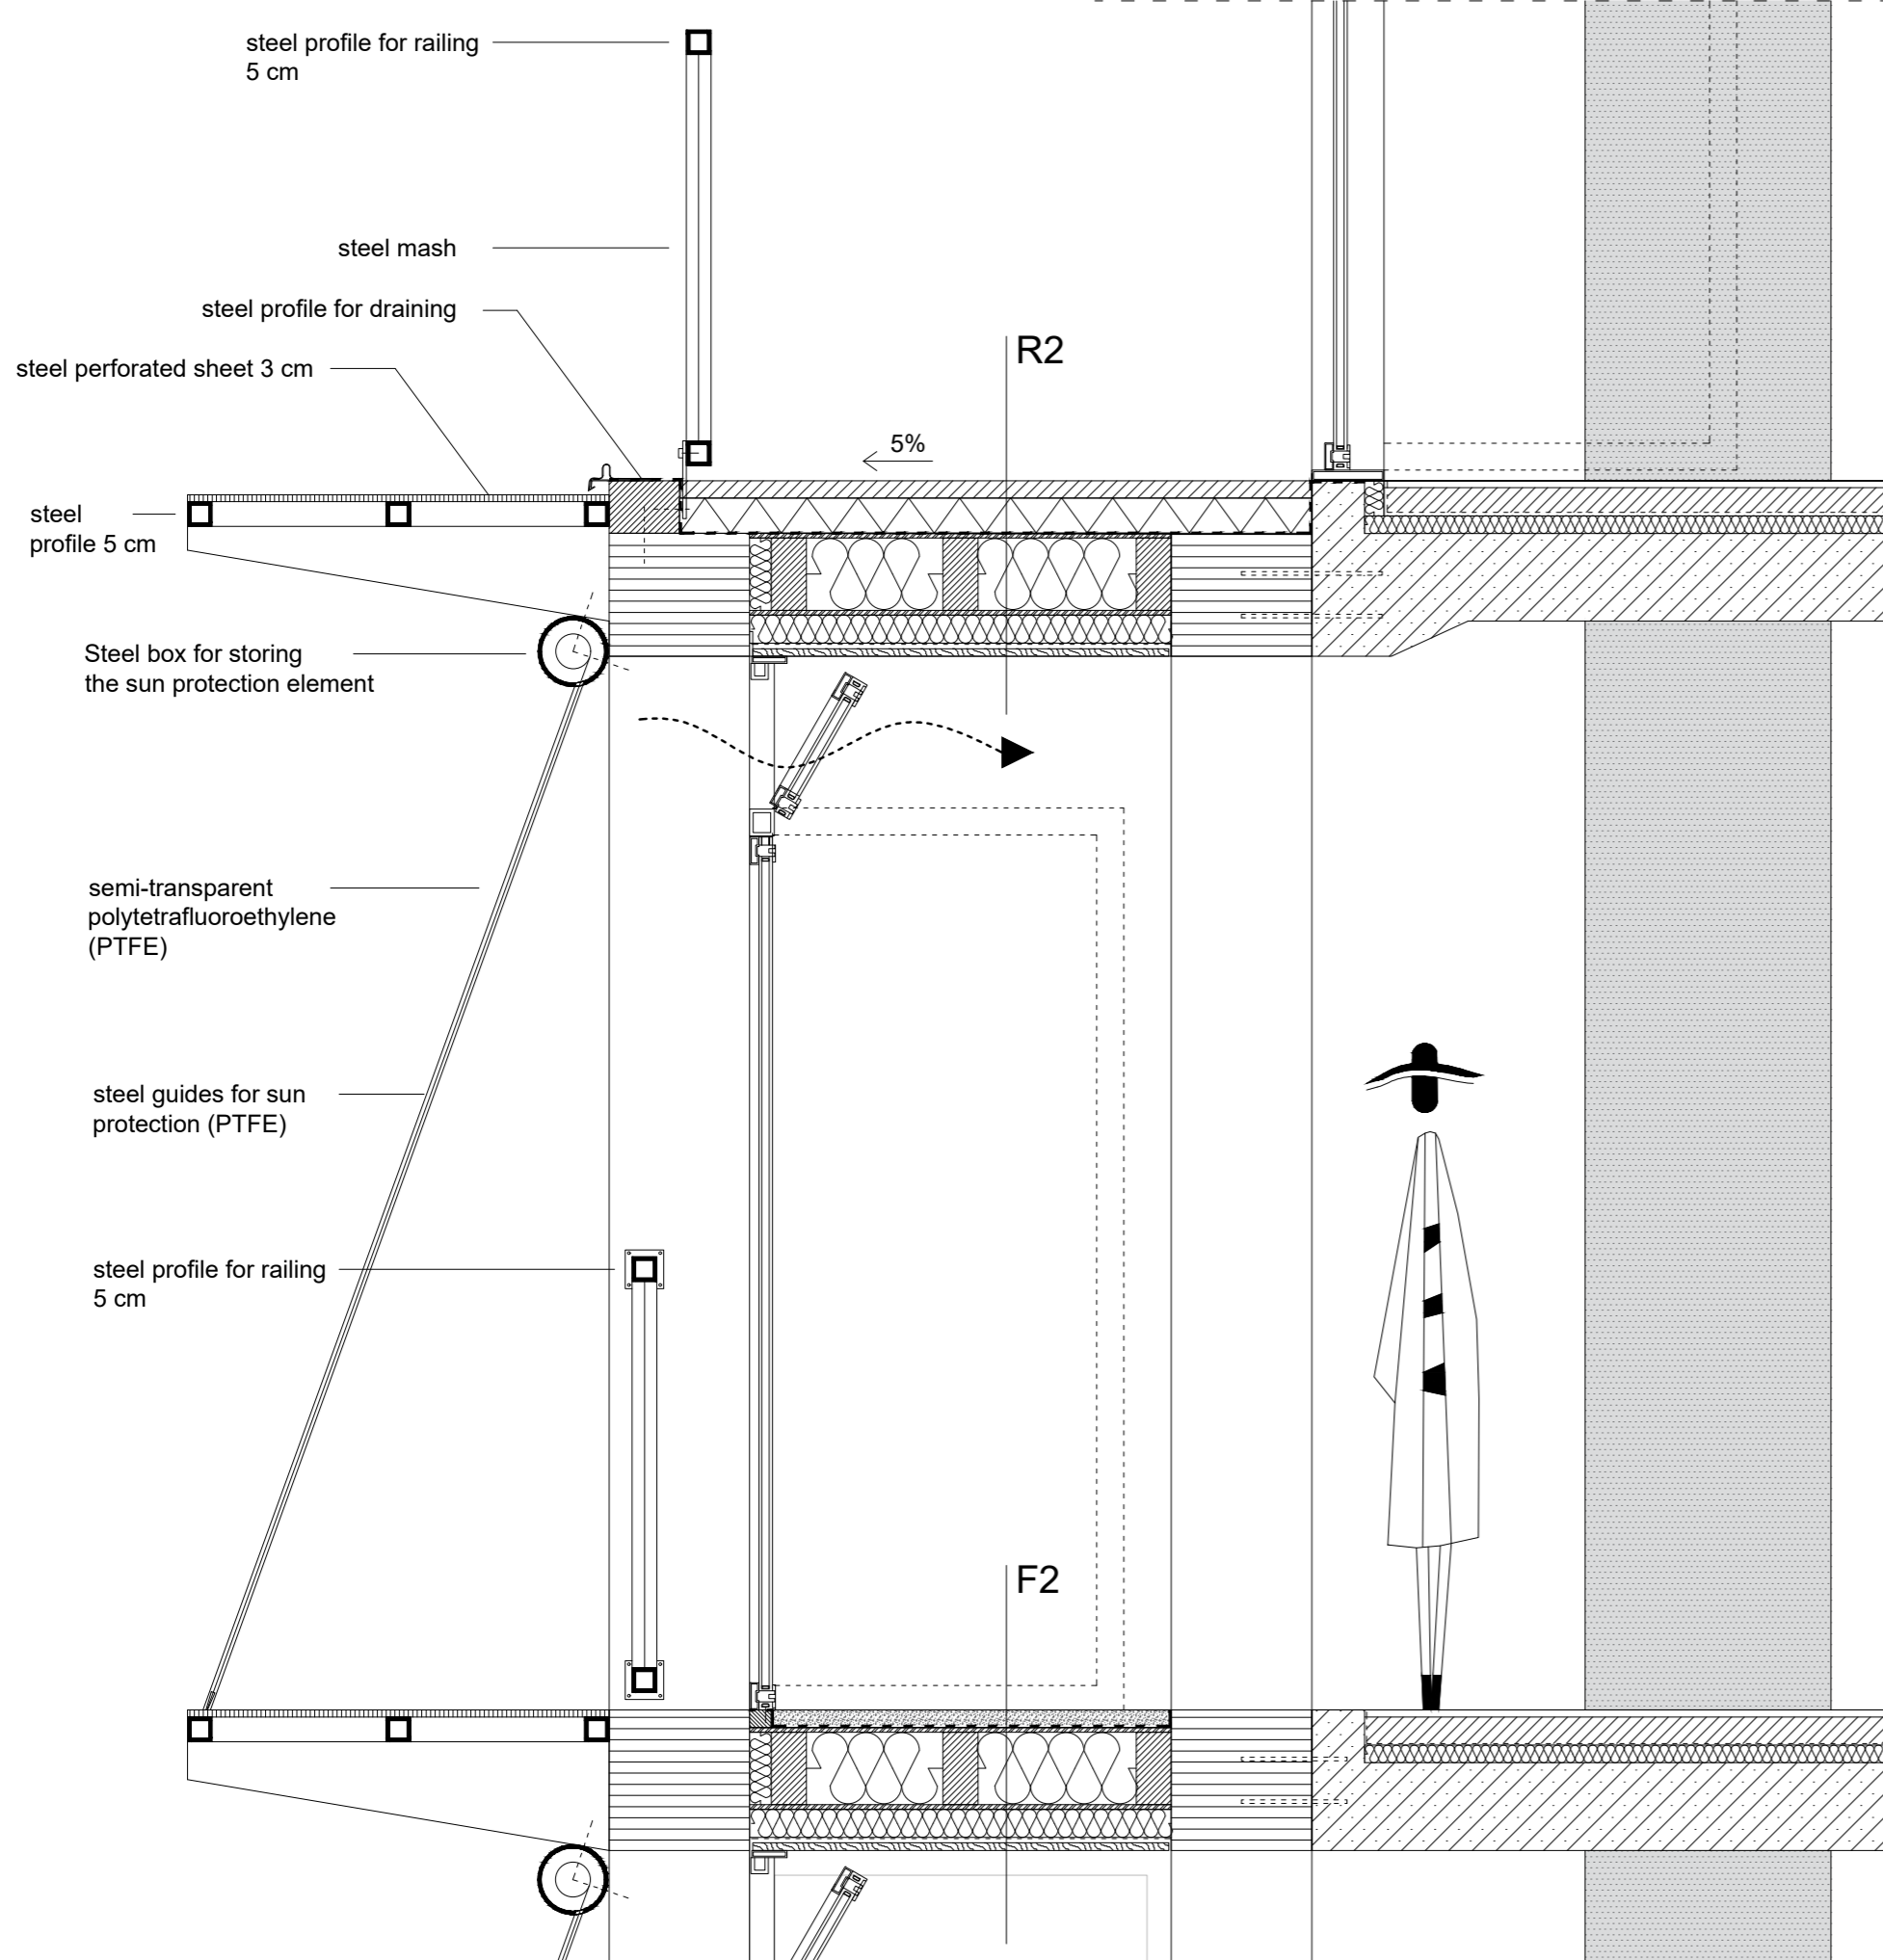 steel profile for railing
5 cm
steel mash
steel profile for draining
R2
steel perforated sheet 3 cm
5%
steel
profile 5 cm
Steel box for storing
the sun protection element
semi-transparent
polytetrafluoroethylene
(PTFE)
steel guides for sun
protection (PTFE)
steel profile for railing
5 cm
F2